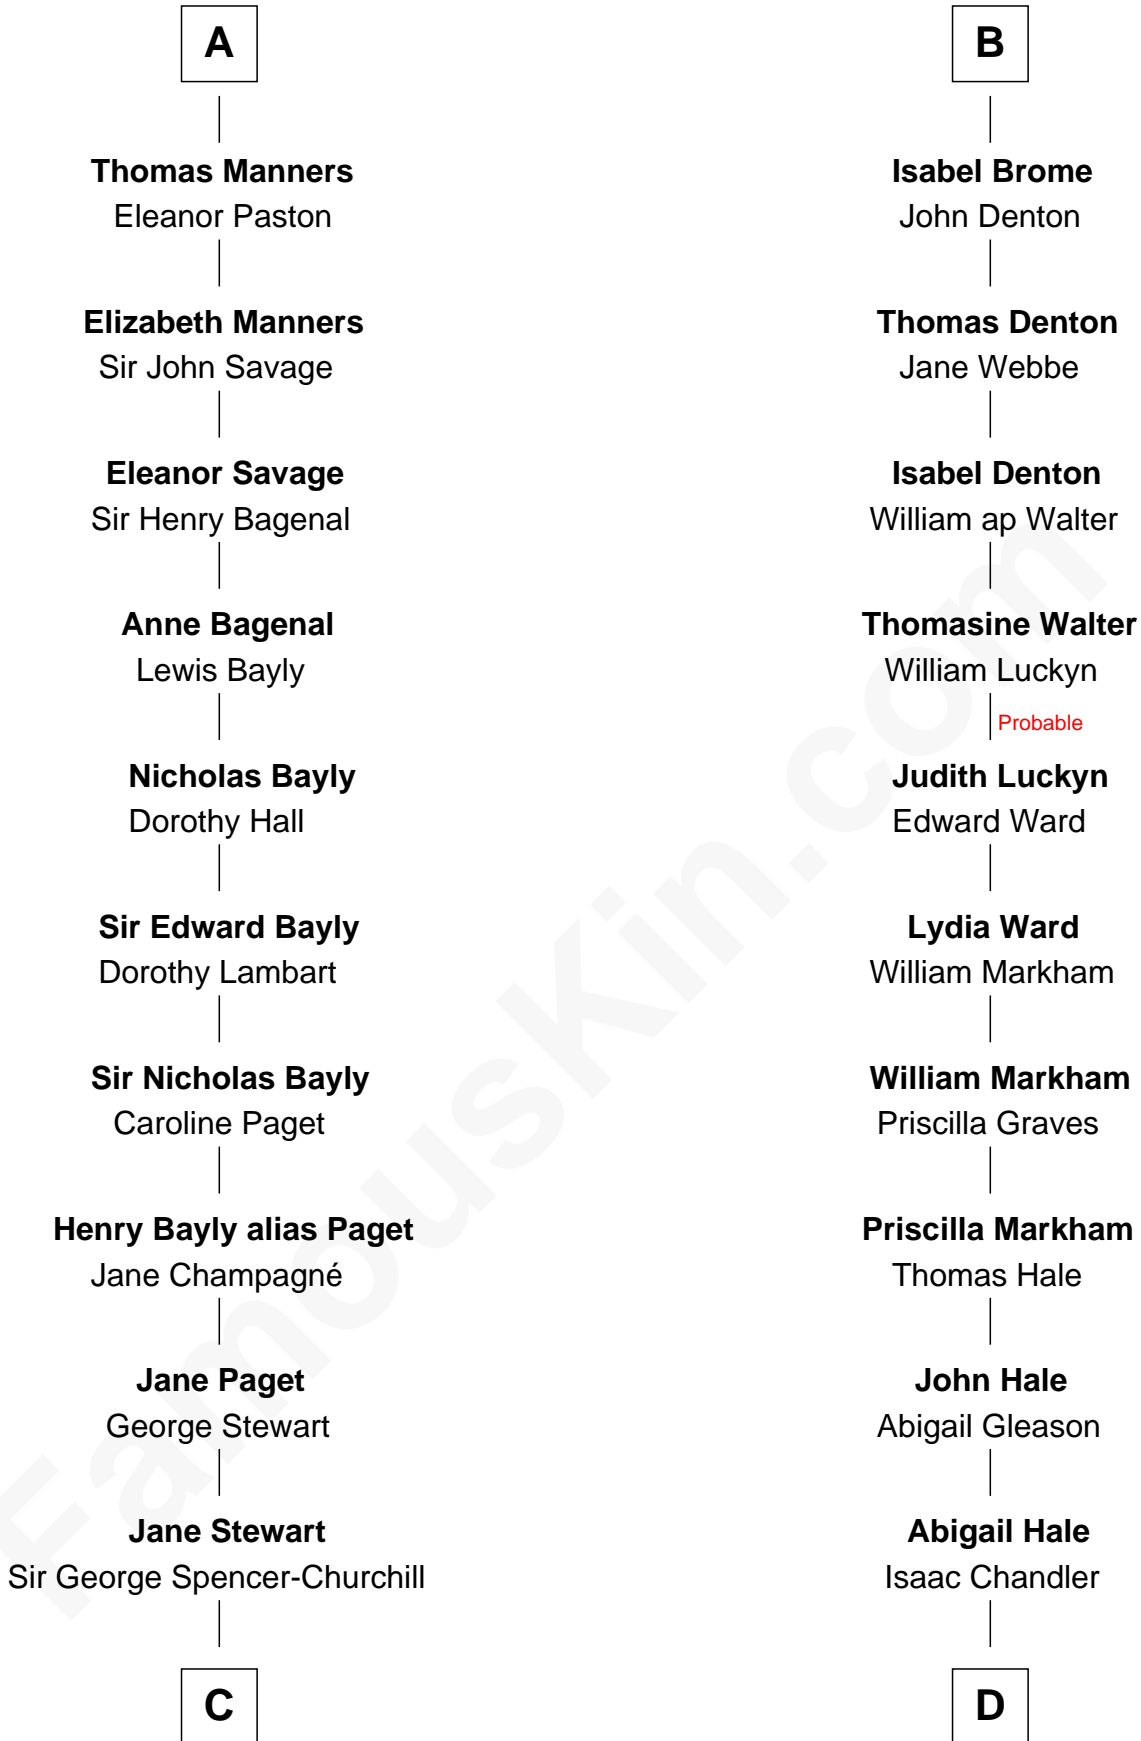 A
Thomas Manners
Eleanor Paston
Elizabeth Manners
Sir John Savage
Eleanor Savage
Sir Henry Bagenal
Anne Bagenal
Lewis Bayly
Nicholas Bayly
Dorothy Hall
Sir Edward Bayly
Dorothy Lambart
Sir Nicholas Bayly
Caroline Paget
Henry Bayly alias Paget
Jane Champagné
Jane Paget
George Stewart
Jane Stewart
Sir George Spencer-Churchill
C
B
Isabel Brome
John Denton
Thomas Denton
Jane Webbe
Isabel Denton
William ap Walter
Thomasine Walter
William Luckyn
Probable
Judith Luckyn
Edward Ward
Lydia Ward
William Markham
William Markham
Priscilla Graves
Priscilla Markham
Thomas Hale
John Hale
Abigail Gleason
Abigail Hale
Isaac Chandler
D
FamousKin.com